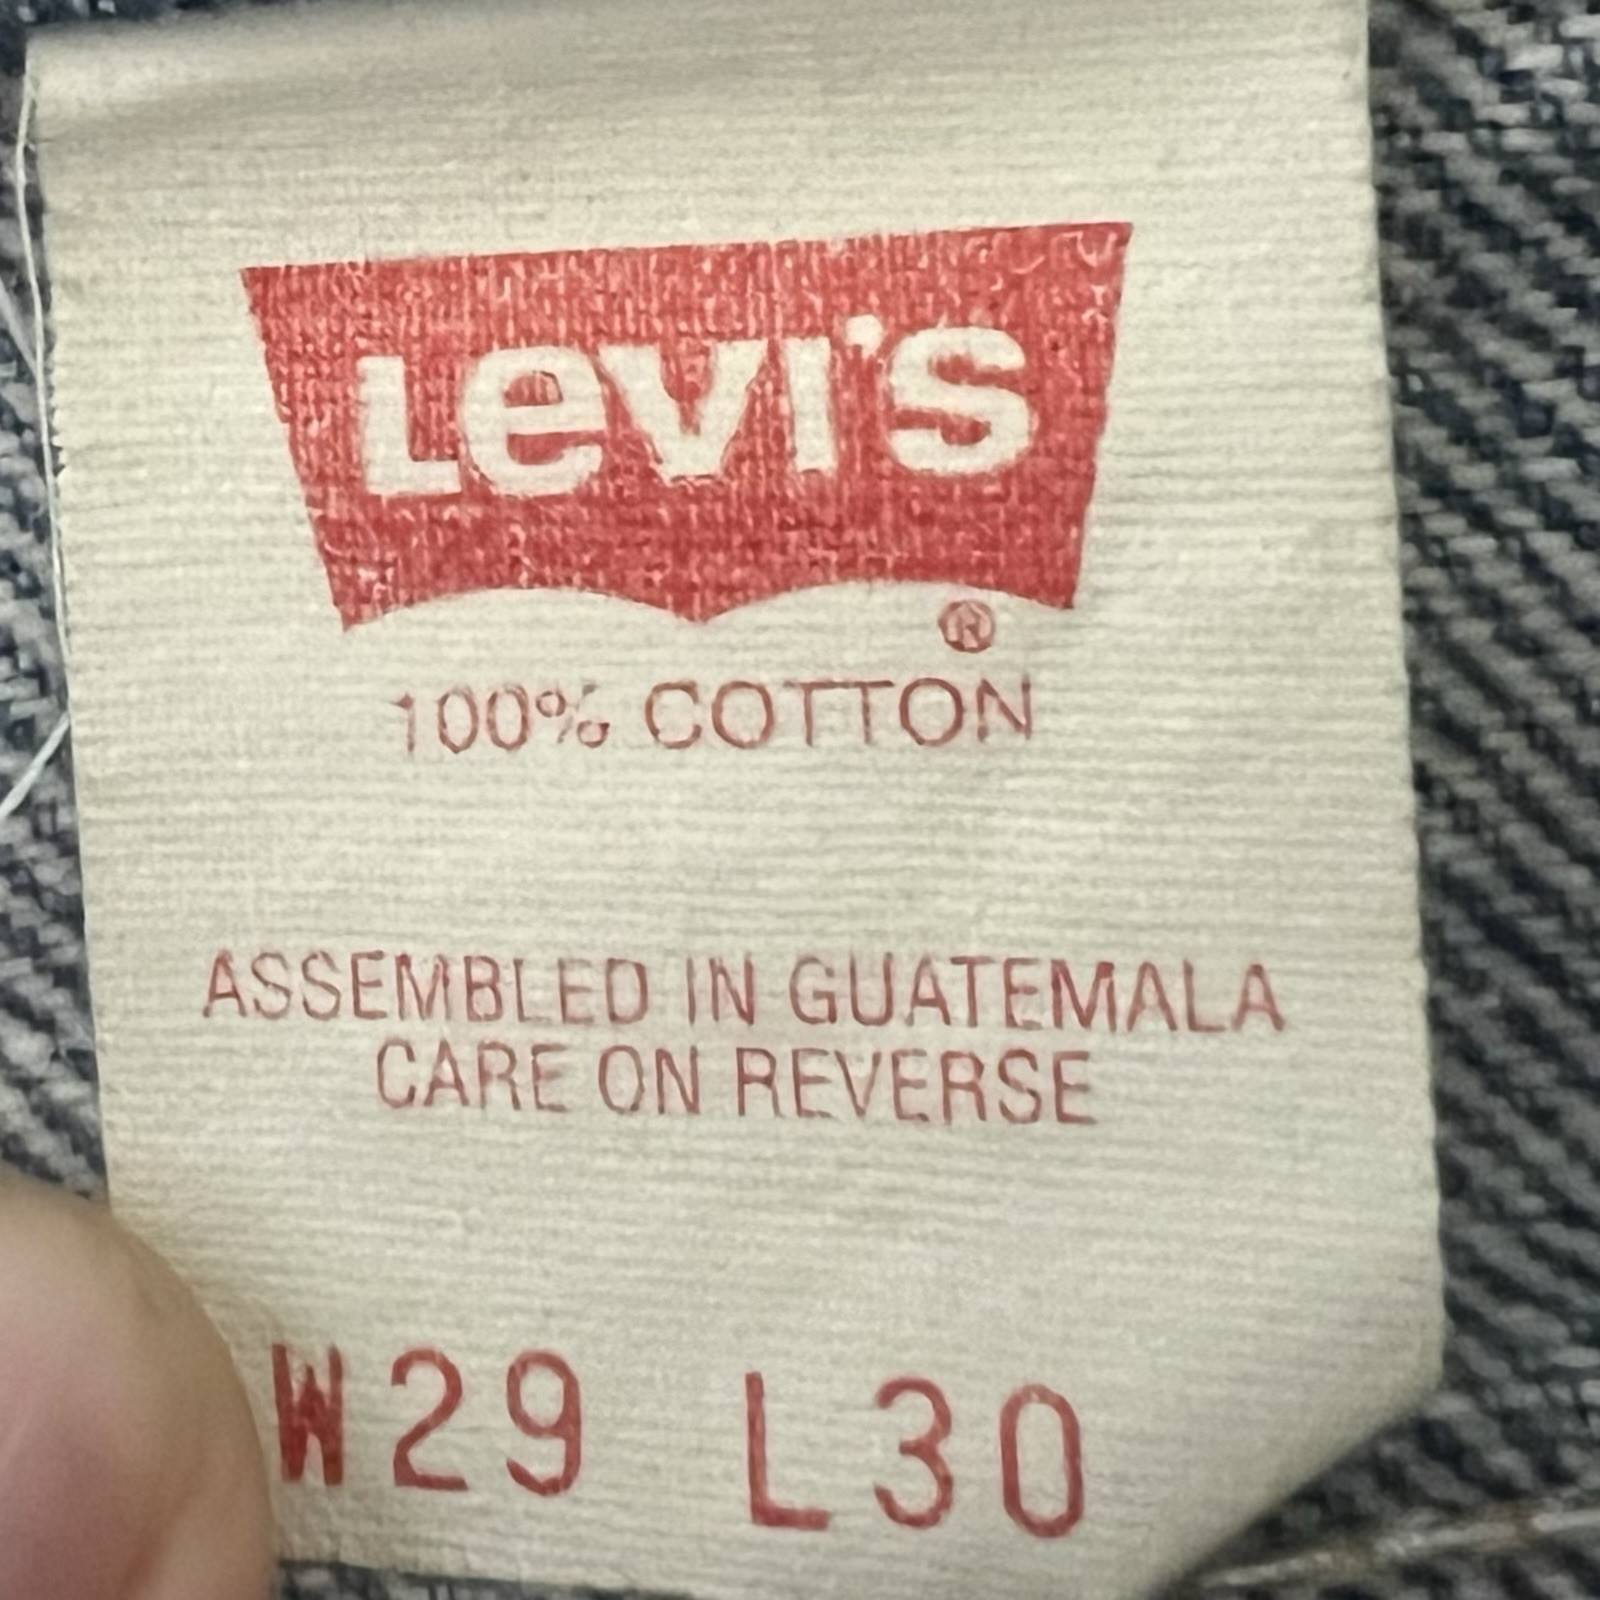 Levi's
®
100% COTTON
ASSEMBLED IN GUATEMALA
CARE ON REVERSE
W29 L30